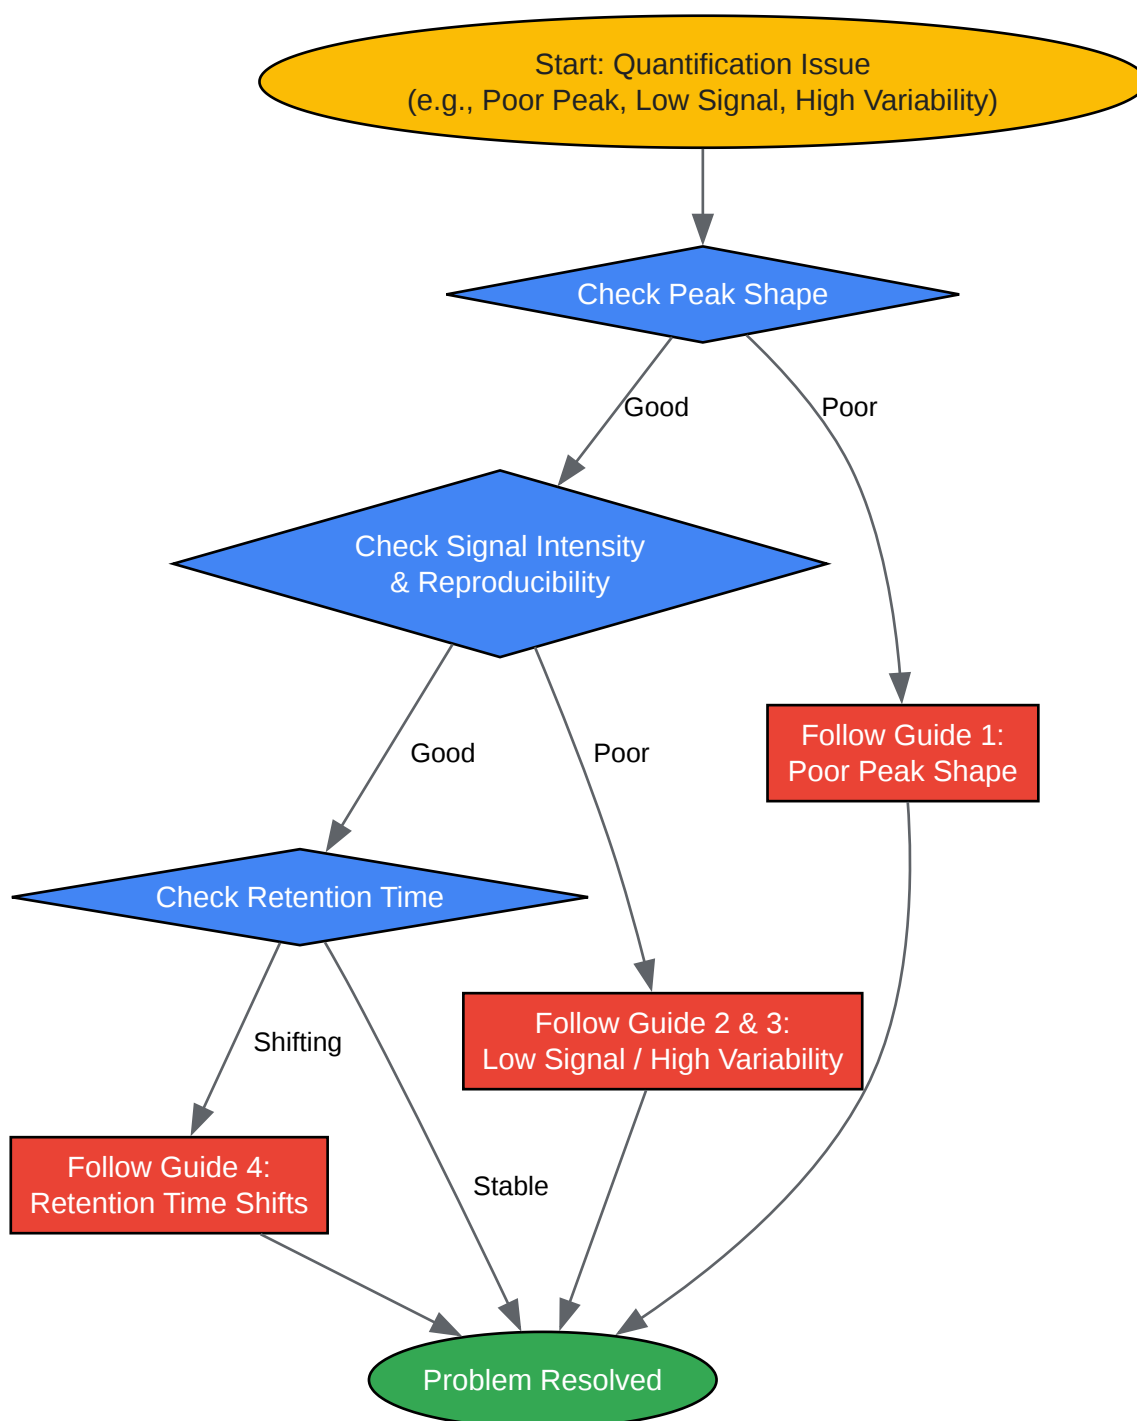 Start: Quantification Issue
(e.g., Poor Peak, Low Signal, High Variability)
Check Peak Shape
Good
Poor
Check Signal Intensity
& Reproducibility
Follow Guide 1:
Poor Peak Shape
Good
Poor
Check Retention Time
Follow Guide 2 & 3:
Low Signal / High Variability
Shifting
Follow Guide 4:
Retention Time Shifts
Stable
Problem Resolved